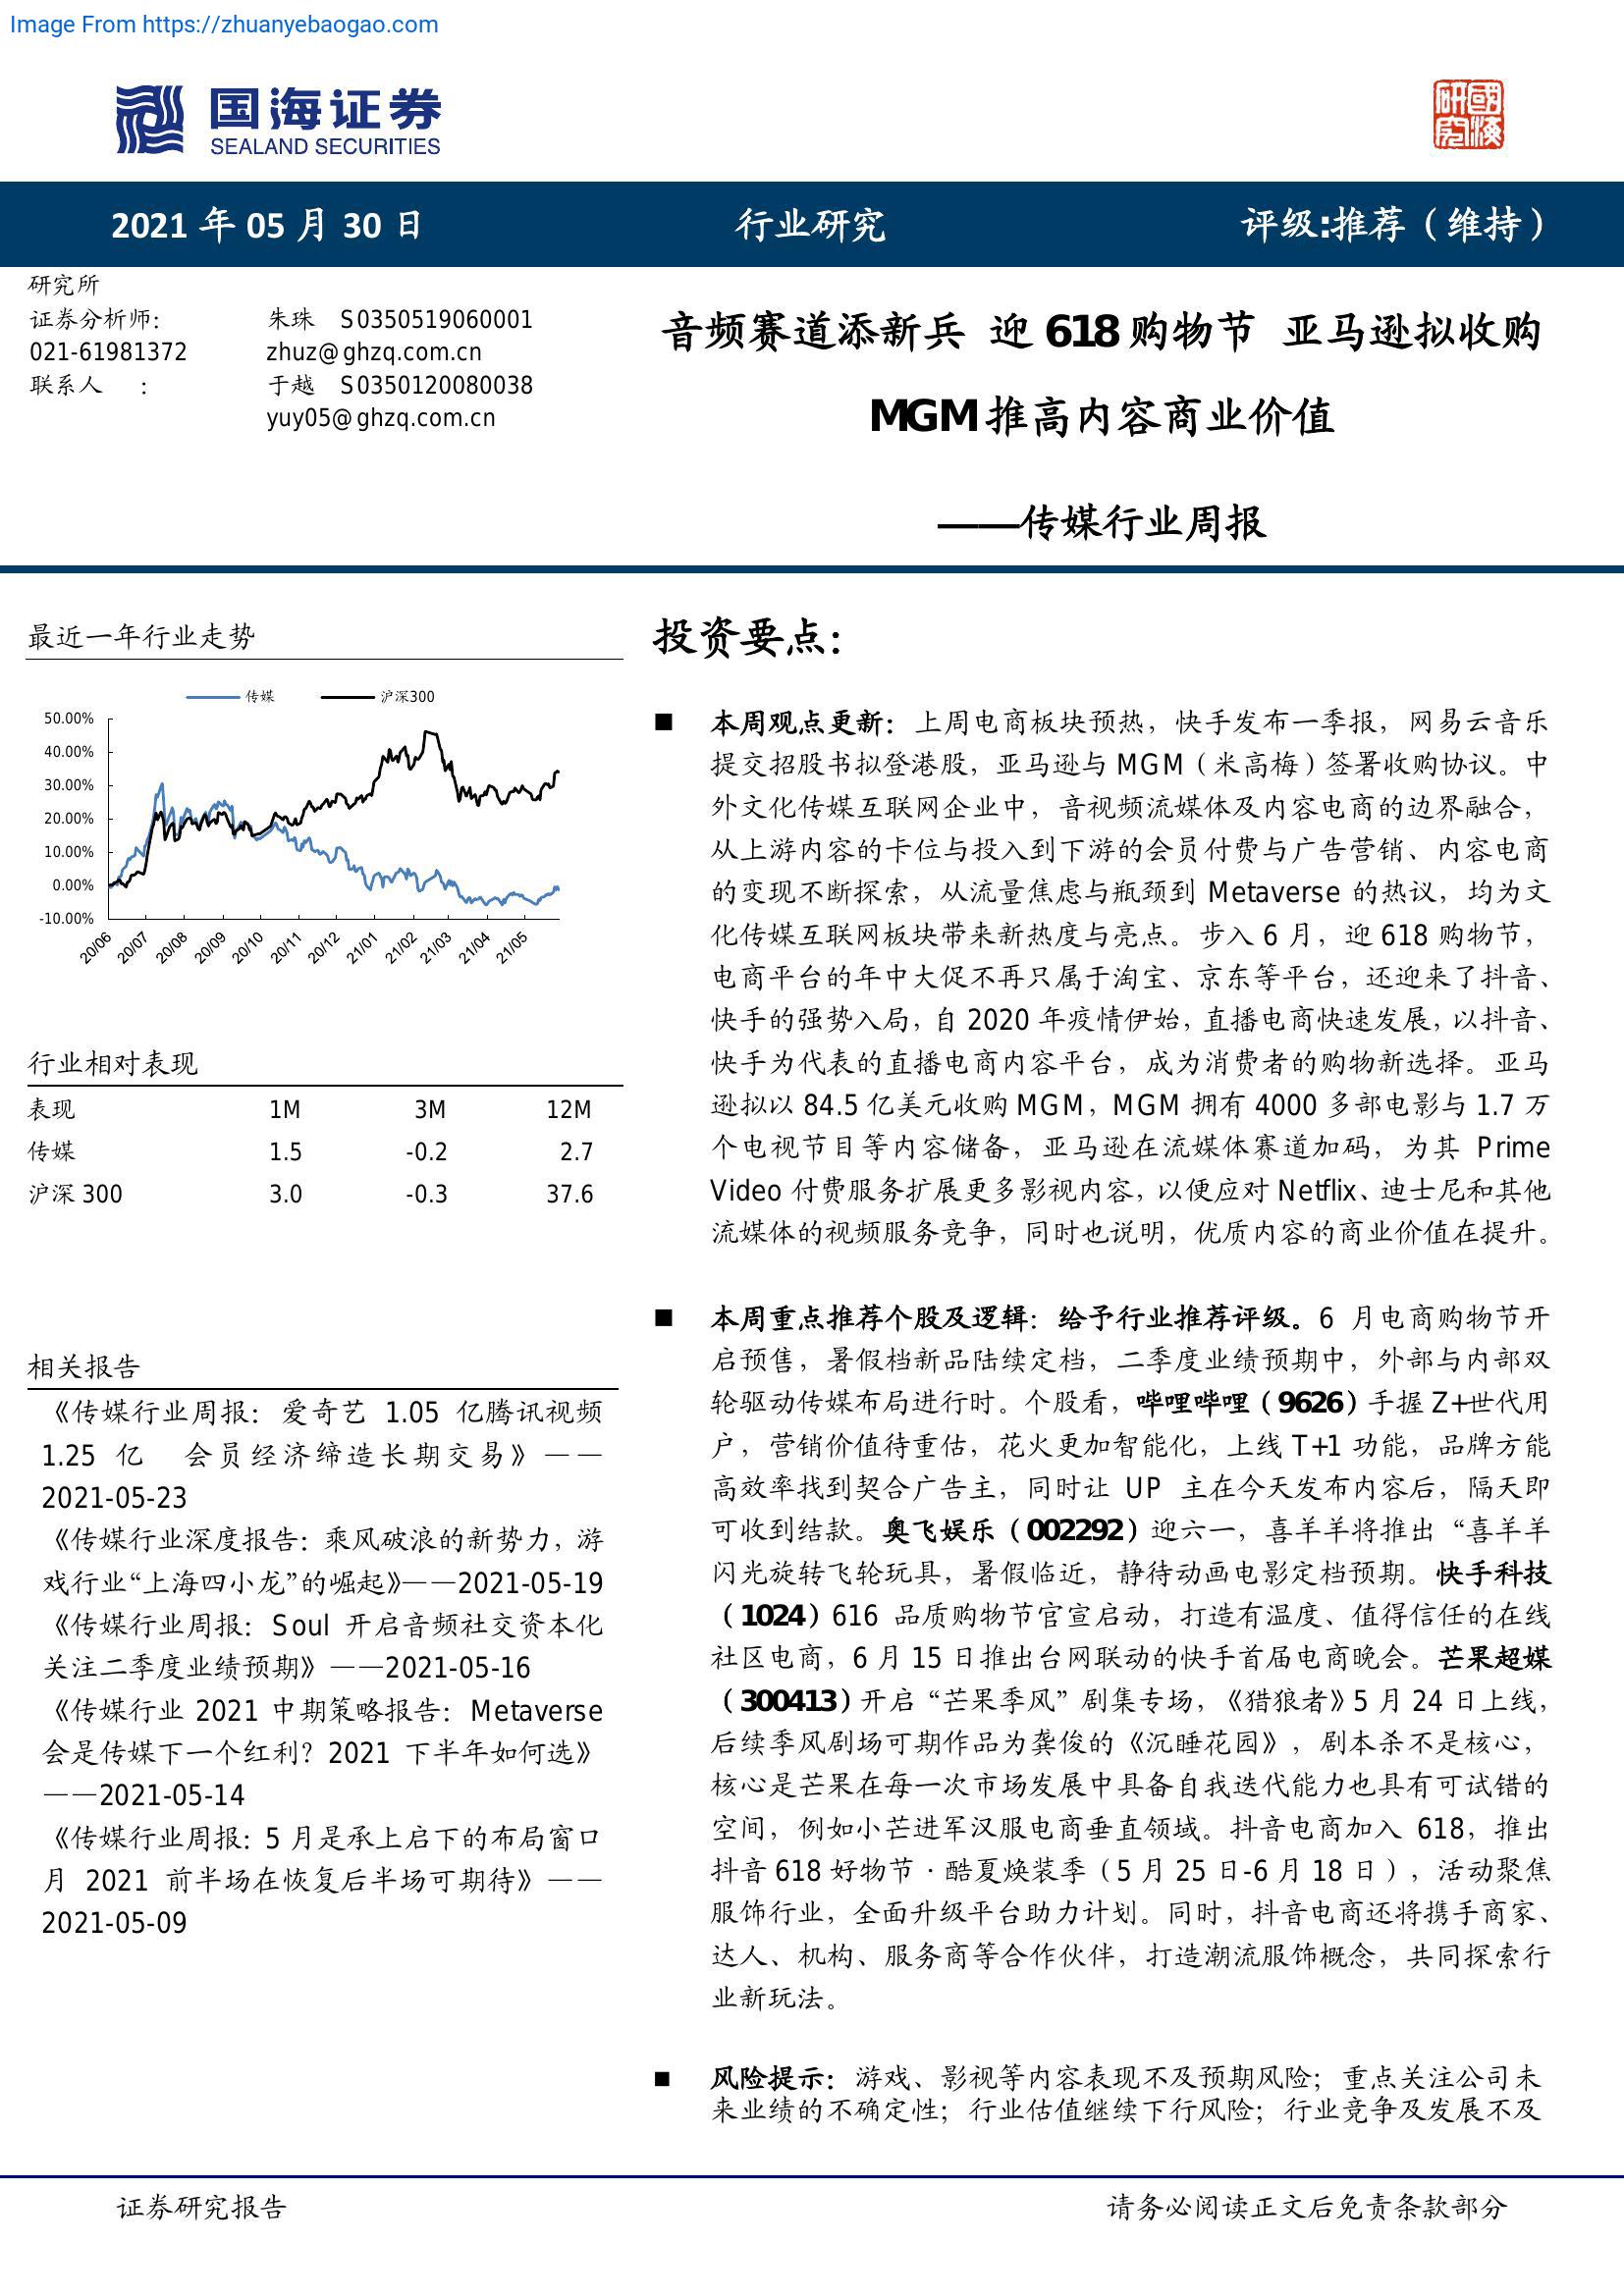 Image From https://zhuanyebaogao.com
国海证券
SEALAND SECURITIES
國海
研究
2021 年 05 月 30 日
行业研究
评级:推荐（维持）
研究所
证券分析师： 朱珠 S0350519060001
021-61981372 zhuz@ghzq.com.cn
联系人 ： 于越 S0350120080038
yuy05@ghzq.com.cn
音频赛道添新兵 迎 618 购物节 亚马逊拟收购
MGM 推高内容商业价值
——传媒行业周报
最近一年行业走势
传媒 沪深300
50.00%
40.00%
30.00%
20.00%
10.00%
0.00%
-10.00%
20/06 20/07 20/08 20/09 20/10 20/11 20/12 21/01 21/02 21/03 21/04 21/05
行业相对表现
表现 1M 3M 12M
传媒 1.5 -0.2 2.7
沪深 300 3.0 -0.3 37.6
相关报告
《传媒行业周报：爱奇艺 1.05 亿腾讯视频
1.25 亿 会员经济缔造长期交易》——
2021-05-23
《传媒行业深度报告：乘风破浪的新势力，游
戏行业“上海四小龙”的崛起》——2021-05-19
《传媒行业周报：Soul 开启音频社交资本化
关注二季度业绩预期》——2021-05-16
《传媒行业 2021 中期策略报告：Metaverse
会是传媒下一个红利？2021 下半年如何选》
——2021-05-14
《传媒行业周报：5 月是承上启下的布局窗口
月 2021 前半场在恢复后半场可期待》——
2021-05-09
投资要点：
■ 本周观点更新：上周电商板块预热，快手发布一季报，网易云音乐
提交招股书拟登港股，亚马逊与 MGM（米高梅）签署收购协议。中
外文化传媒互联网企业中，音视频流媒体及内容电商的边界融合，
从上游内容的卡位与投入到下游的会员付费与广告营销、内容电商
的变现不断探索，从流量焦虑与瓶颈到 Metaverse 的热议，均为文
化传媒互联网板块带来新热度与亮点。步入 6 月，迎 618 购物节，
电商平台的年中大促不再只属于淘宝、京东等平台，还迎来了抖音、
快手的强势入局，自 2020 年疫情伊始，直播电商快速发展，以抖音、
快手为代表的直播电商内容平台，成为消费者的购物新选择。亚马
逊拟以 84.5 亿美元收购 MGM，MGM 拥有 4000 多部电影与 1.7 万
个电视节目等内容储备，亚马逊在流媒体赛道加码，为其 Prime
Video 付费服务扩展更多影视内容，以便应对 Netflix、迪士尼和其他
流媒体的视频服务竞争，同时也说明，优质内容的商业价值在提升。
■ 本周重点推荐个股及逻辑：给予行业推荐评级。6 月电商购物节开
启预售，暑假档新品陆续定档，二季度业绩预期中，外部与内部双
轮驱动传媒布局进行时。个股看，哔哩哔哩（9626）手握 Z+世代用
户，营销价值待重估，花火更加智能化，上线 T+1 功能，品牌方能
高效率找到契合广告主，同时让 UP 主在今天发布内容后，隔天即
可收到结款。奥飞娱乐（002292）迎六一，喜羊羊将推出“喜羊羊
闪光旋转飞轮玩具，暑假临近，静待动画电影定档预期。快手科技
（1024）616 品质购物节官宣启动，打造有温度、值得信任的在线
社区电商，6 月 15 日推出台网联动的快手首届电商晚会。芒果超媒
（300413）开启“芒果季风”剧集专场，《猎狼者》5 月 24 日上线，
后续季风剧场可期作品为龚俊的《沉睡花园》，剧本杀不是核心，
核心是芒果在每一次市场发展中具备自我迭代能力也具有可试错的
空间，例如小芒进军汉服电商垂直领域。抖音电商加入 618，推出
抖音 618 好物节·酷夏焕装季（5 月 25 日-6 月 18 日），活动聚焦
服饰行业，全面升级平台助力计划。同时，抖音电商还将携手商家、
达人、机构、服务商等合作伙伴，打造潮流服饰概念，共同探索行
业新玩法。
■ 风险提示：游戏、影视等内容表现不及预期风险；重点关注公司未
来业绩的不确定性；行业估值继续下行风险；行业竞争及发展不及
证券研究报告
请务必阅读正文后免责条款部分